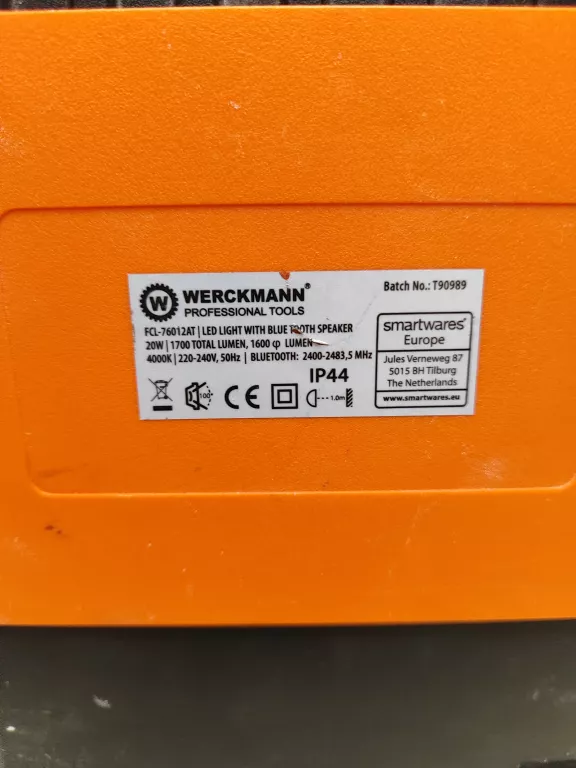 W WERCKMANN®
PROFESSIONAL TOOLS
FCL-76012AT | LED LIGHT WITH BLUETOOTH SPEAKER
20W | 1700 TOTAL LUMEN, 1600 φ LUMEN
4000K | 220-240V, 50Hz | BLUETOOTH: 2400-2483,5 MHz
IP44
100°
CE
1.0m
Batch No.: T90989
smartwares®
Europe
Jules Verneweg 87
5015 BH Tilburg
The Netherlands
www.smartwares.eu